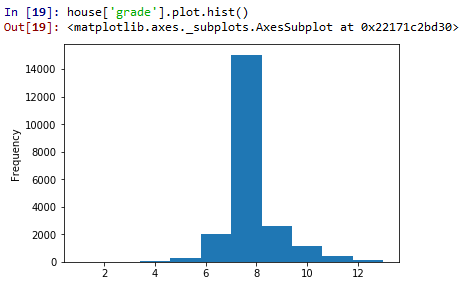 In [19]: house['grade'].plot.hist()
Out[19]: <matplotlib.axes._subplots.AxesSubplot at 0x22171c2bd30>
14000
12000
10000
8000
6000
4000
2000
0
Frequency
2 4 6 8 10 12